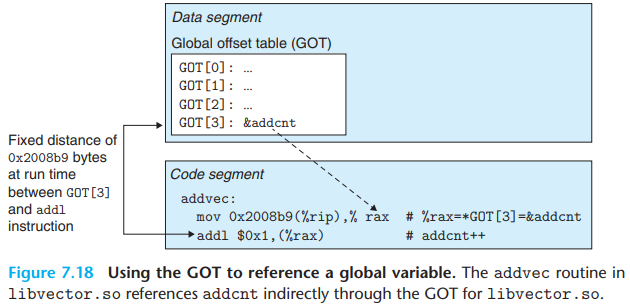 Data segment
Global offset table (GOT)
GOT[0]: …
GOT[1]: …
GOT[2]: …
GOT[3]: &addcnt
Fixed distance of
0x2008b9 bytes
at run time
between GOT[3]
and addl
instruction
Code segment
addvec:
mov 0x2008b9(%rip),% rax # %rax=*GOT[3]=&addcnt
addl $0x1,(%rax) # addcnt++
Figure 7.18 Using the GOT to reference a global variable. The addvec routine in
libvector.so references addcnt indirectly through the GOT for libvector.so.